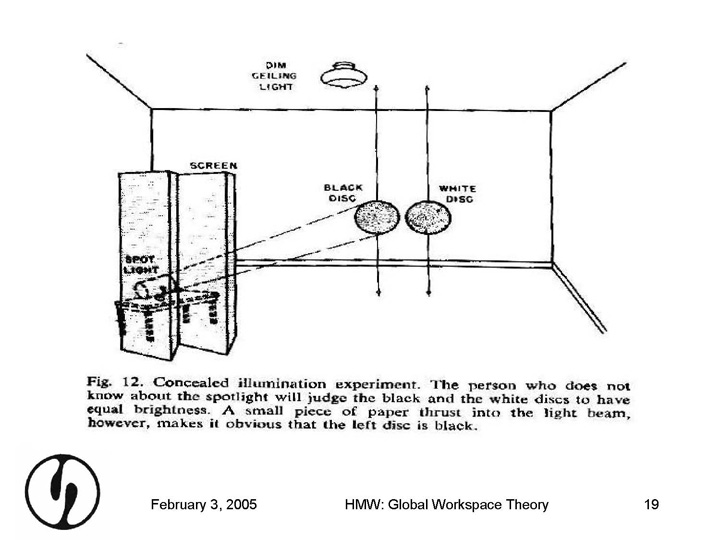 DIM
CEILING
LIGHT
SCREEN
BLACK
DISC
WHITE
DISC
SPOT
LIGHT
Fig. 12. Concealed illumination experiment. The person who does not
know about the spotlight will judge the black and the white discs to have
equal brightness. A small piece of paper thrust into the light beam,
however, makes it obvious that the left disc is black.
February 3, 2005
HMW: Global Workspace Theory
19